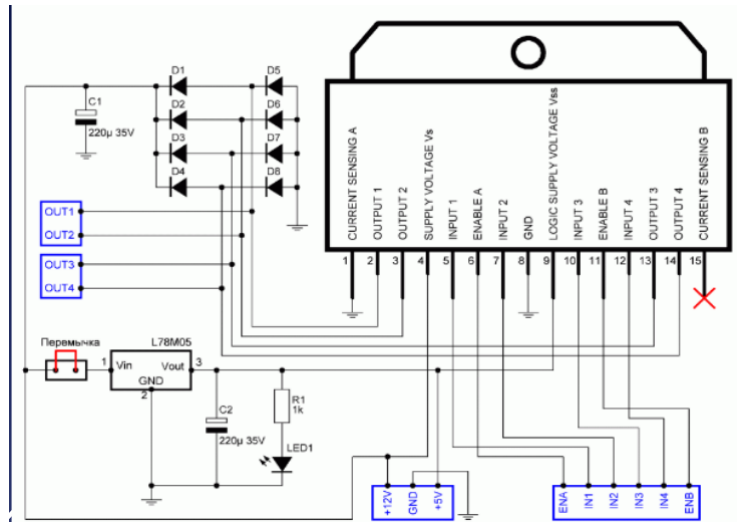 D1
D5
D2
D6
D3
D7
D4
D8
C1
220µ 35V
OUT1
OUT2
OUT3
OUT4
CURRENT SENSING A
OUTPUT 1
OUTPUT 2
SUPPLY VOLTAGE Vs
INPUT 1
ENABLE A
INPUT 2
GND
LOGIC SUPPLY VOLTAGE Vss
INPUT 3
ENABLE B
INPUT 4
OUTPUT 3
OUTPUT 4
CURRENT SENSING B
1 2 3 4 5 6 7 8 9 10 11 12 13 14 15
Перемычка
L78M05
1 Vin Vout 3
GND
2
C2
220µ 35V
R1
1k
LED1
+12V
GND
+5V
ENA
IN1
IN2
IN3
IN4
ENB